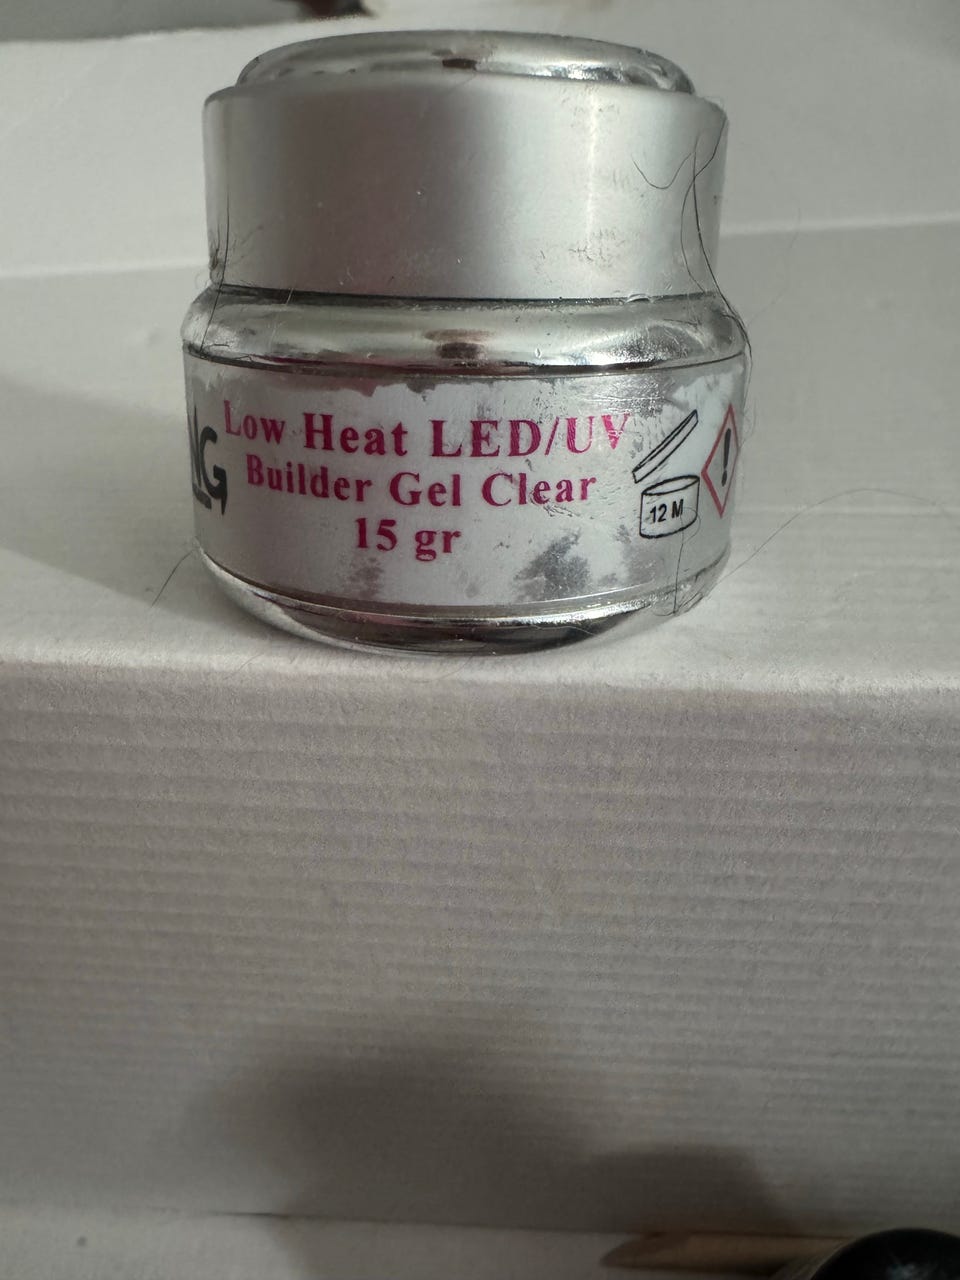 Low Heat LED/UV
Builder Gel Clear
15 gr
12 M